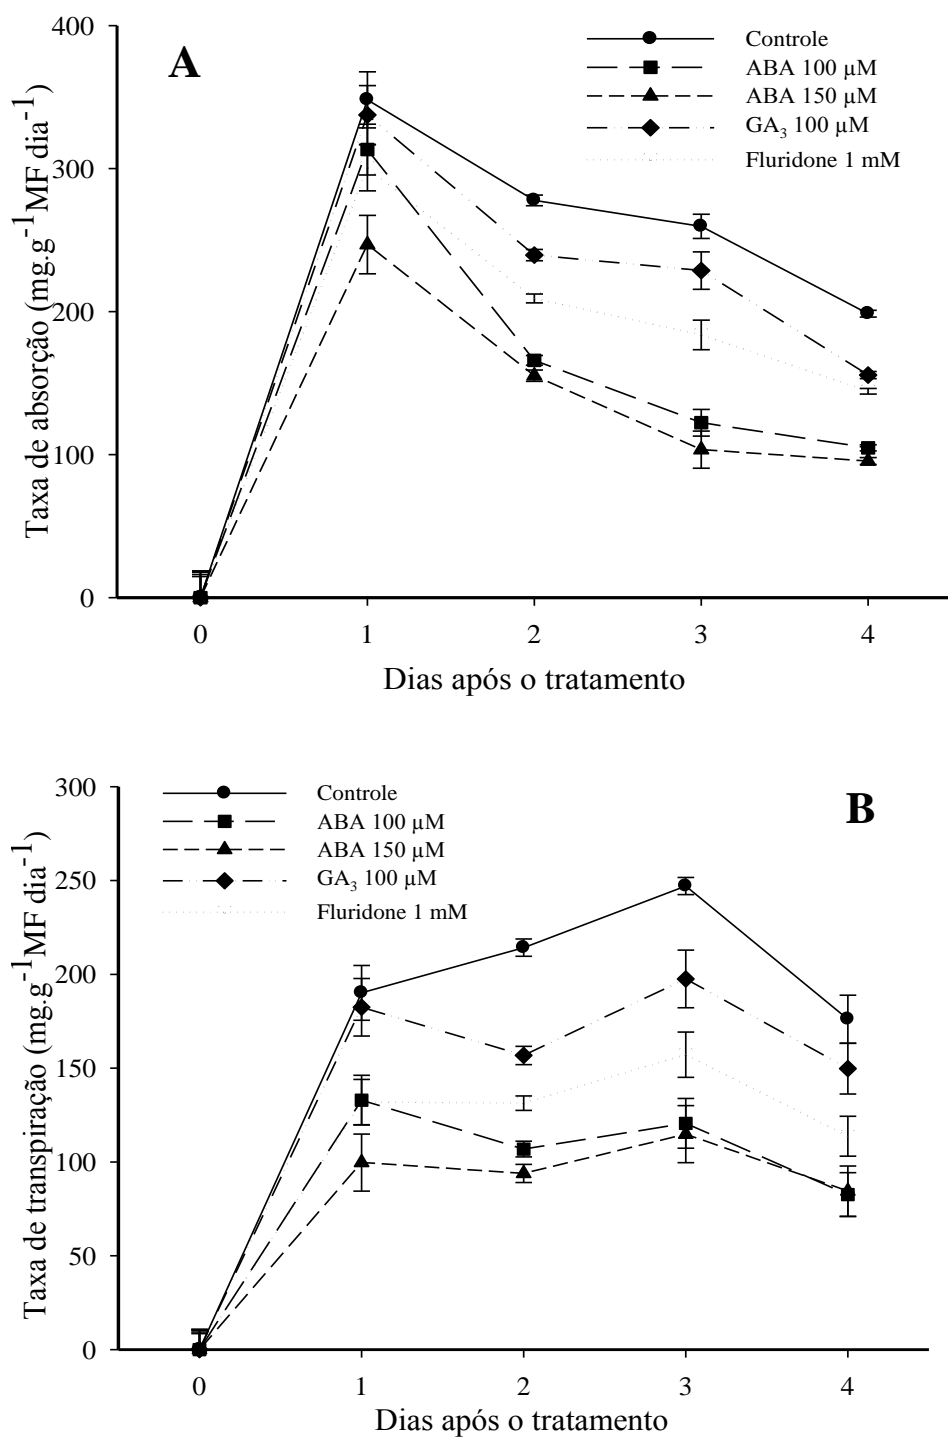 400
A
Controle
ABA 100 µM
ABA 150 µM
GA₃ 100 µM
Fluridone 1 mM
300
200
100
0
Taxa de absorção (mg.g⁻¹MF dia⁻¹)
0 1 2 3 4
Dias após o tratamento
300
Controle
B
ABA 100 µM
ABA 150 µM
GA₃ 100 µM
Fluridone 1 mM
250
200
150
100
50
0
Taxa de transpiração (mg.g⁻¹MF dia⁻¹)
0 1 2 3 4
Dias após o tratamento